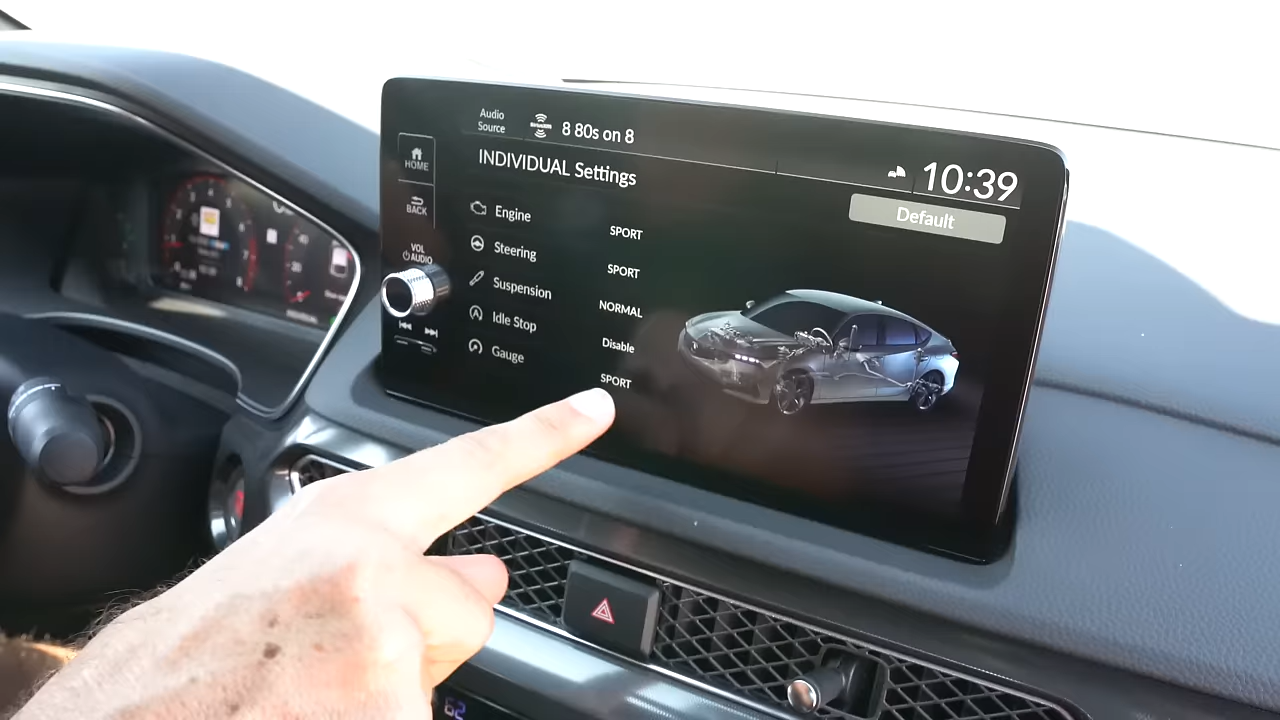 Audio
Source
8 80s on 8
10:39
HOME
BACK
VOL
AUDIO
INDIVIDUAL Settings
Default
Engine
SPORT
Steering
SPORT
Suspension
NORMAL
Idle Stop
Disable
Gauge
SPORT
62